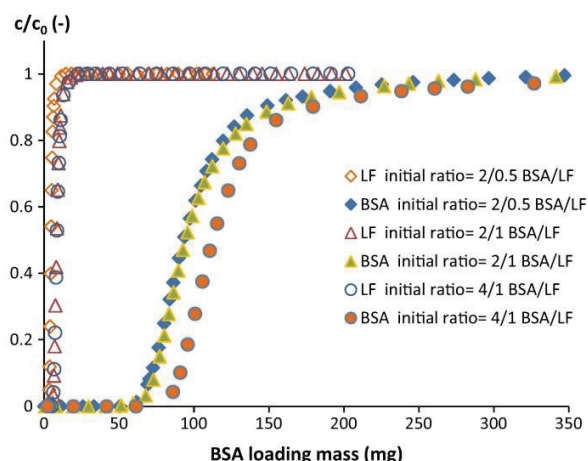 c/c₀ (-)
1
0.8
0.6
0.4
0.2
0
0 50 100 150 200 250 300 350
BSA loading mass (mg)
LF initial ratio= 2/0.5 BSA/LF
BSA initial ratio= 2/0.5 BSA/LF
LF initial ratio= 2/1 BSA/LF
BSA initial ratio= 2/1 BSA/LF
LF initial ratio= 4/1 BSA/LF
BSA initial ratio= 4/1 BSA/LF